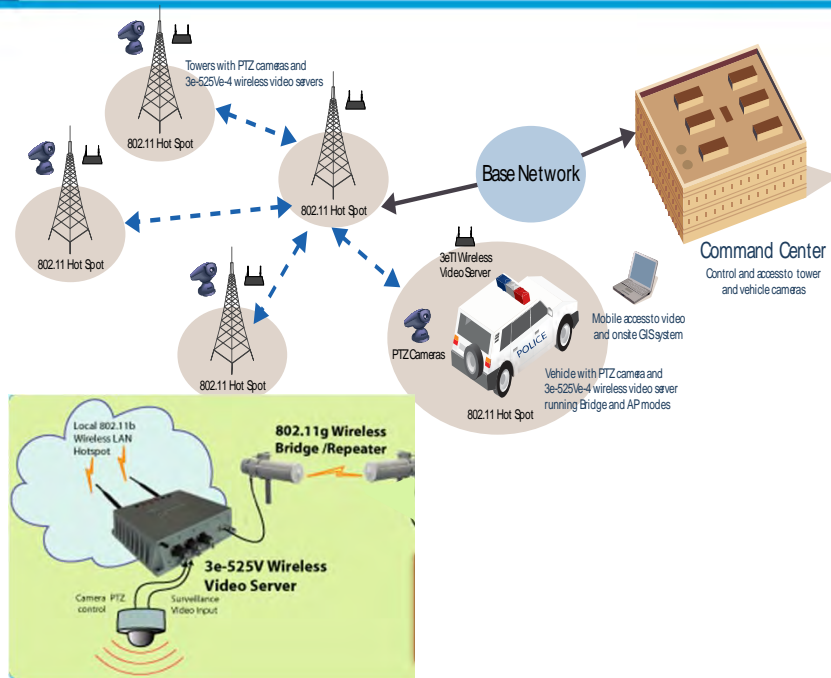 Towers with PTZ cameras and
3e-525Ve-4 wireless video servers
802.11 Hot Spot
802.11 Hot Spot
802.11 Hot Spot
802.11 Hot Spot
Base Network
Command Center
Control and access to tower
and vehicle cameras
3eTI Wireless
Video Server
PTZ Cameras
POLICE
Mobile access to video
and onsite GIS system
Vehicle with PTZ camera and
3e-525Ve-4 wireless video server
running Bridge and AP modes
802.11 Hot Spot
Local 802.11b
Wireless LAN
Hotspot
802.11g Wireless
Bridge /Repeater
3e-525V Wireless
Video Server
Camera PTZ
control
Surveillance
Video Input